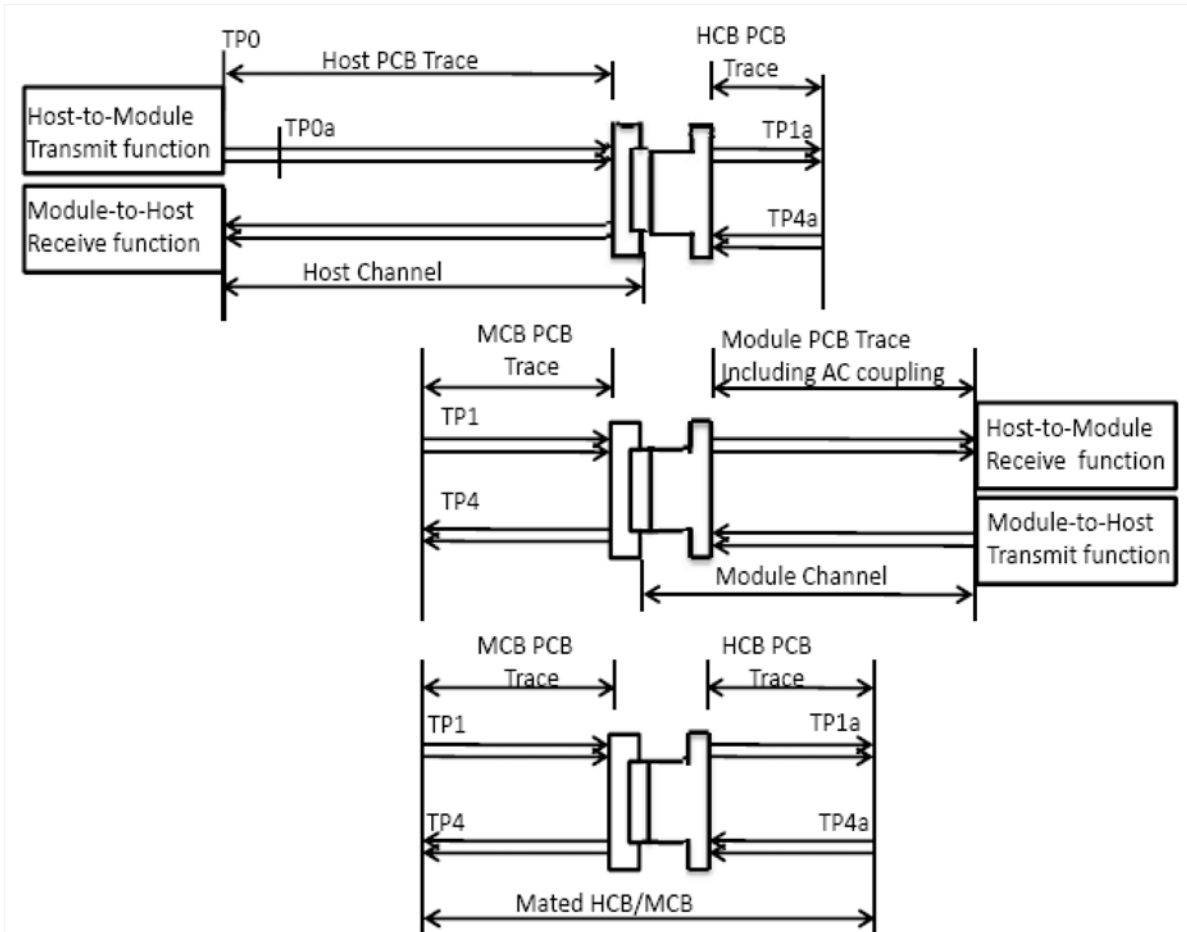 TP0
Host PCB Trace
HCB PCB
Trace
Host-to-Module
Transmit function
TP0a
TP1a
Module-to-Host
Receive function
TP4a
Host Channel
MCB PCB
Trace
Module PCB Trace
Including AC coupling
TP1
Host-to-Module
Receive function
TP4
Module-to-Host
Transmit function
Module Channel
MCB PCB
Trace
HCB PCB
Trace
TP1
TP1a
TP4
TP4a
Mated HCB/MCB